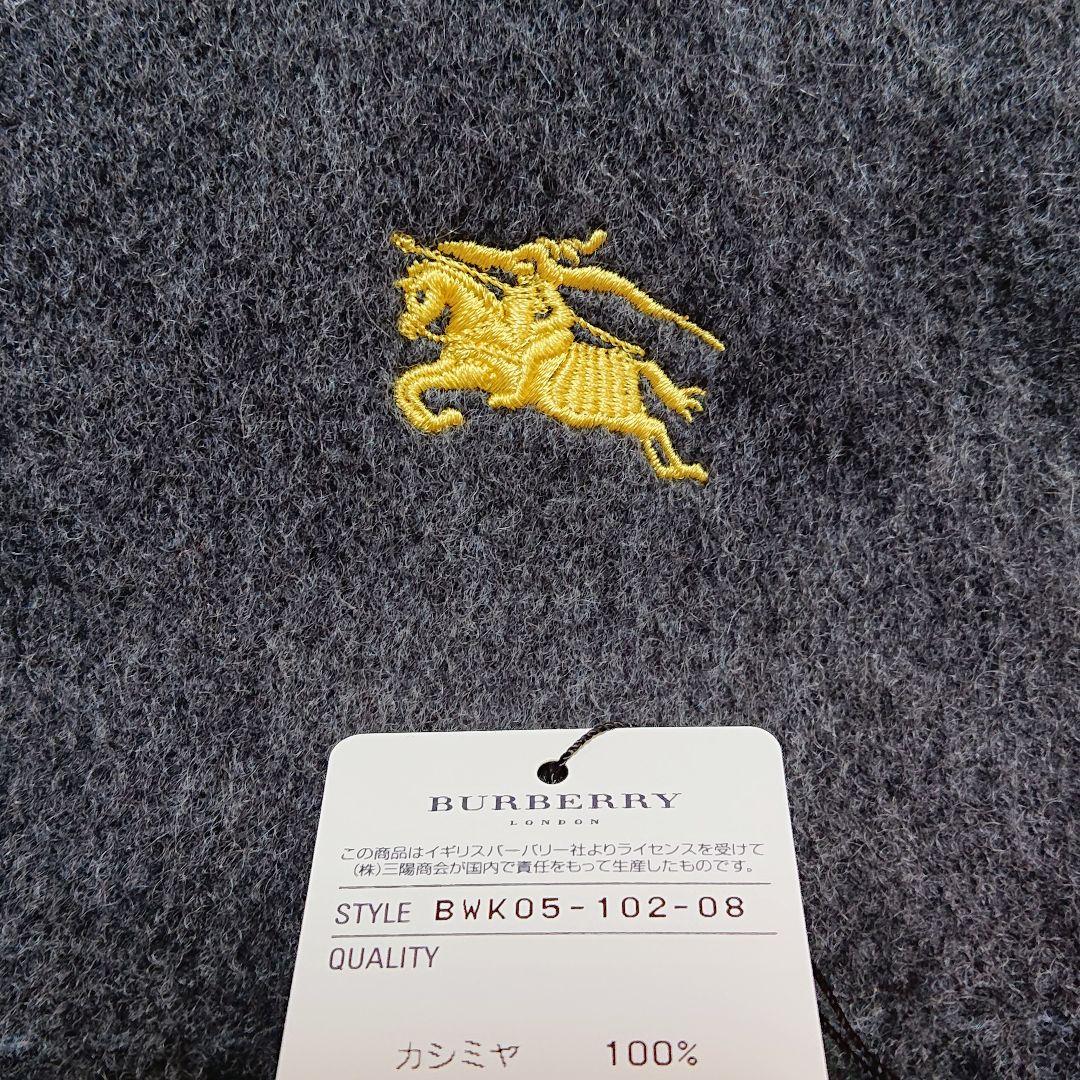 BURBERRY
LONDON
この商品はイギリスバーバリー社よりライセンスを受けて
(株)三陽商会が国内で責任をもって生産したものです。
STYLE BWK05-102-08
QUALITY
カシミヤ 100%